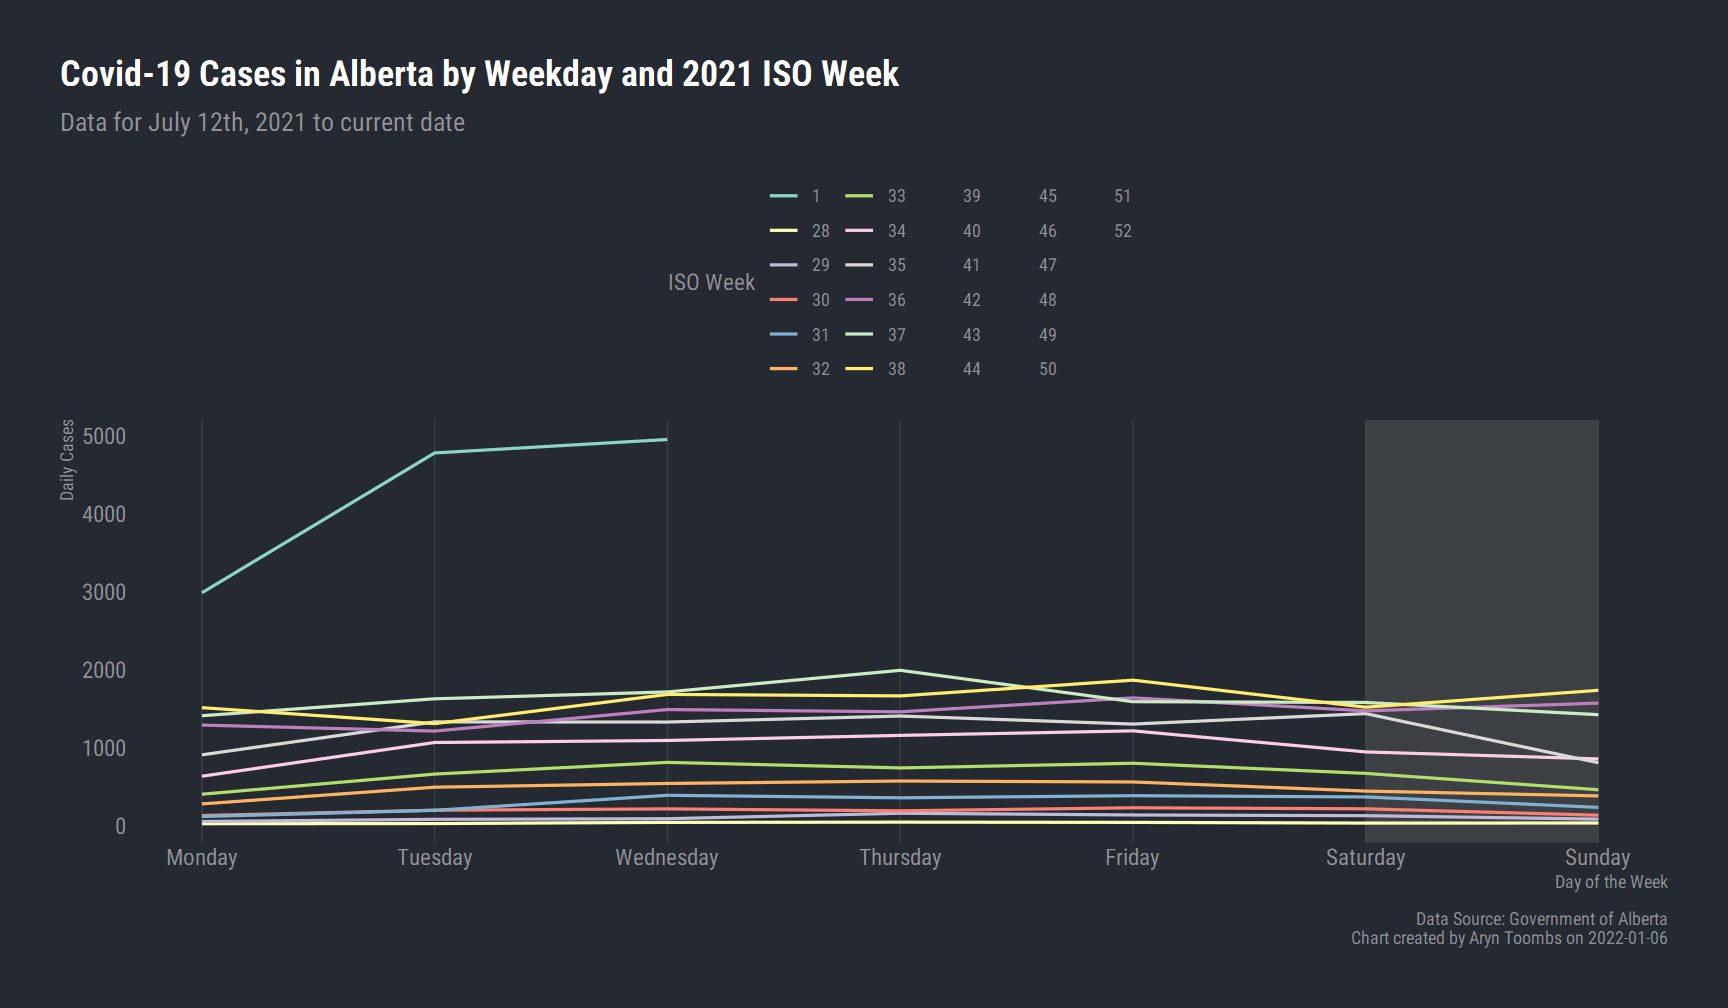 Covid-19 Cases in Alberta by Weekday and 2021 ISO Week
Data for July 12th, 2021 to current date
1 33 39 45 51
28 34 40 46 52
29 35 41 47
ISO Week
30 36 42 48
31 37 43 49
32 38 44 50
Daily Cases
5000
4000
3000
2000
1000
0
Monday Tuesday Wednesday Thursday Friday Saturday Sunday
Day of the Week
Data Source: Government of Alberta
Chart created by Aryn Toombs on 2022-01-06